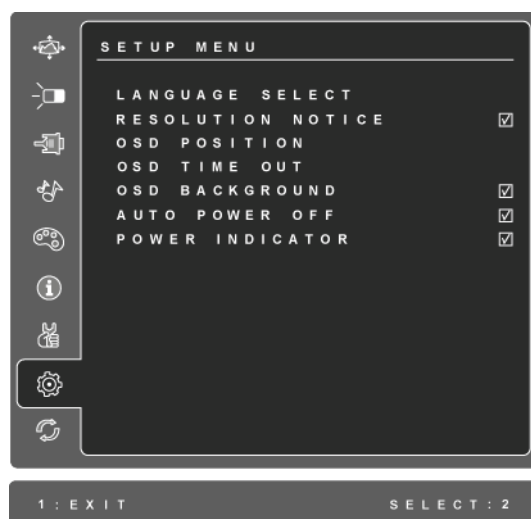 SETUP MENU
LANGUAGE SELECT
RESOLUTION NOTICE
OSD POSITION
OSD TIME OUT
OSD BACKGROUND
AUTO POWER OFF
POWER INDICATOR
1:EXIT SELECT:2